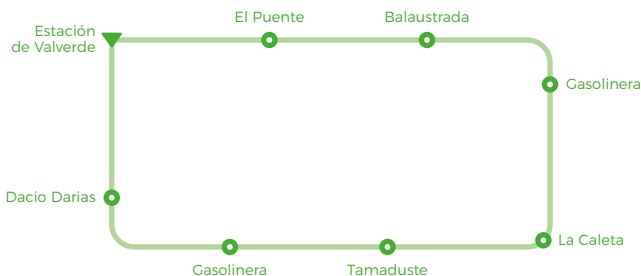 El Puente
Balaustrada
Estación
de Valverde
Gasolinera
Dacio Darias
La Caleta
Gasolinera
Tamaduste